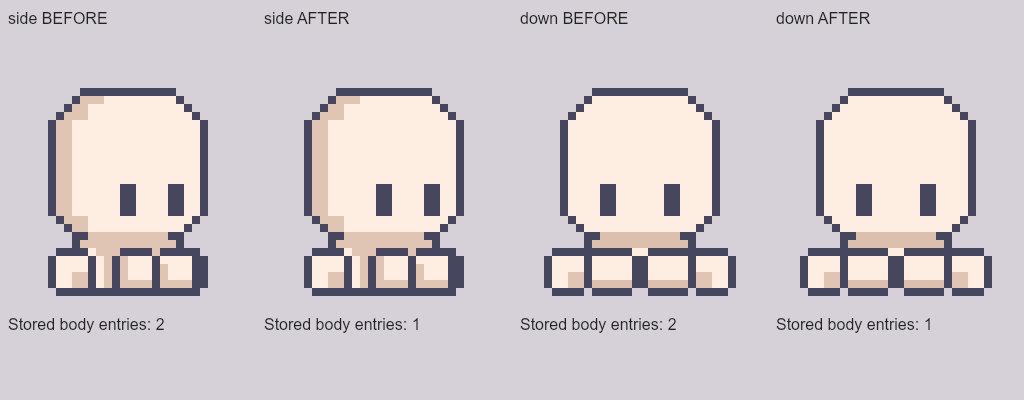 side BEFORE
side AFTER
down BEFORE
down AFTER
Stored body entries: 2
Stored body entries: 1
Stored body entries: 2
Stored body entries: 1